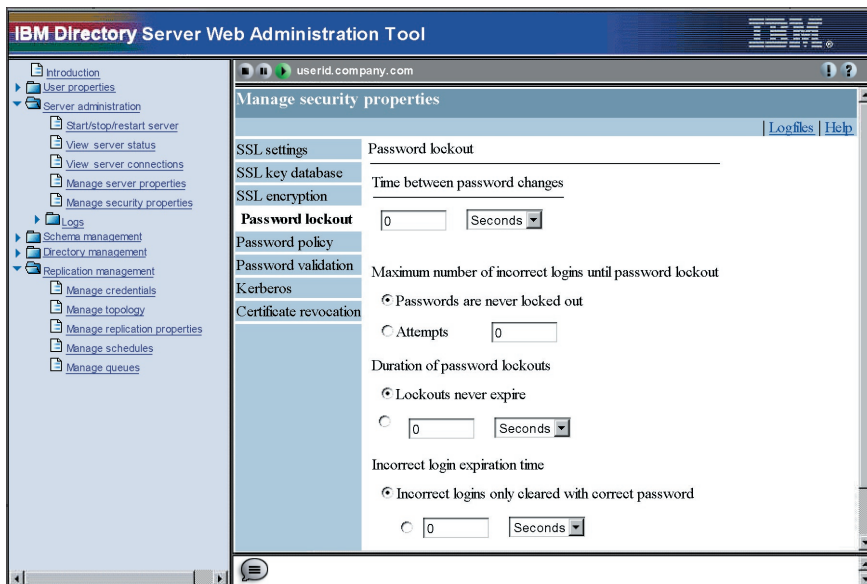 IBM Directory Server Web Administration Tool
IBM®
Introduction
User properties
Server administration
Start/stop/restart server
View server status
View server connections
Manage server properties
Manage security properties
Logs
Schema management
Directory management
Replication management
Manage credentials
Manage topology
Manage replication properties
Manage schedules
Manage queues
userid.company.com
! ?
Manage security properties
| Logfiles | Help
SSL settings
SSL key database
SSL encryption
Password lockout
Password policy
Password validation
Kerberos
Certificate revocation
Password lockout
Time between password changes
0 Seconds
Maximum number of incorrect logins until password lockout
Passwords are never locked out
Attempts 0
Duration of password lockouts
Lockouts never expire
0 Seconds
Incorrect login expiration time
Incorrect logins only cleared with correct password
0 Seconds